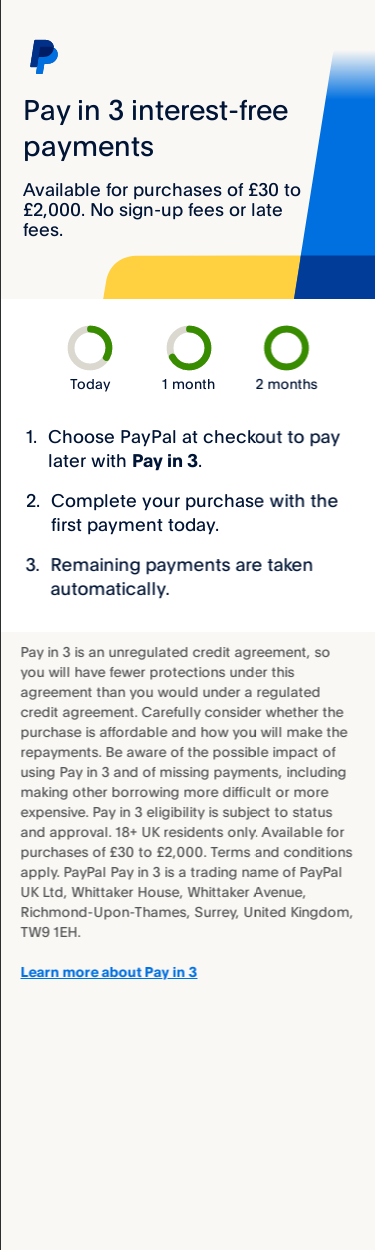 Pay in 3 interest-free
payments
Available for purchases of £30 to
£2,000. No sign-up fees or late
fees.
Today 1 month 2 months
1. Choose PayPal at checkout to pay
later with Pay in 3.
2. Complete your purchase with the
first payment today.
3. Remaining payments are taken
automatically.
Pay in 3 is an unregulated credit agreement, so
you will have fewer protections under this
agreement than you would under a regulated
credit agreement. Carefully consider whether the
purchase is affordable and how you will make the
repayments. Be aware of the possible impact of
using Pay in 3 and of missing payments, including
making other borrowing more difficult or more
expensive. Pay in 3 eligibility is subject to status
and approval. 18+ UK residents only. Available for
purchases of £30 to £2,000. Terms and conditions
apply. PayPal Pay in 3 is a trading name of PayPal
UK Ltd, Whittaker House, Whittaker Avenue,
Richmond-Upon-Thames, Surrey, United Kingdom,
TW9 1EH.
Learn more about Pay in 3